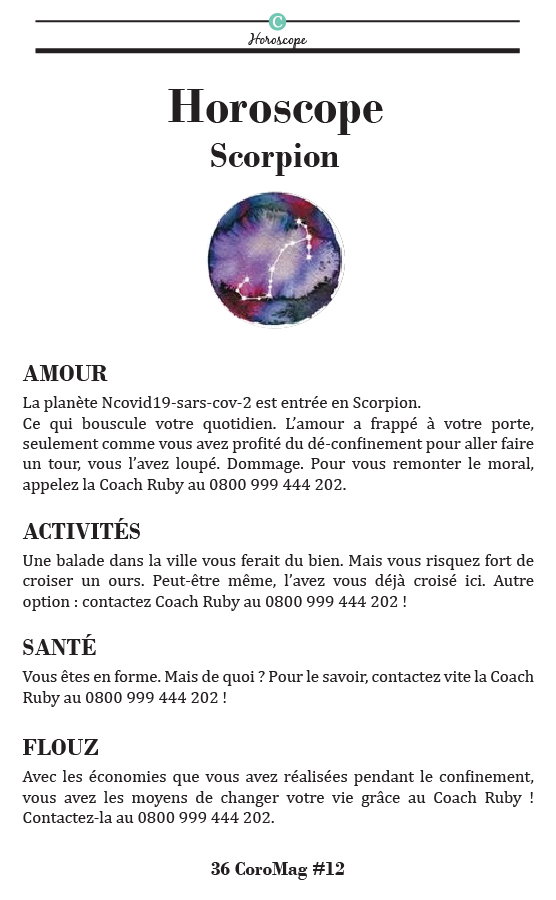 C
Horoscope
Horoscope
Scorpion
AMOUR
La planète Ncovid19-sars-cov-2 est entrée en Scorpion.
Ce qui bouscule votre quotidien. L’amour a frappé à votre porte,
seulement comme vous avez profité du dé-confinement pour aller faire
un tour, vous l’avez loupé. Dommage. Pour vous remonter le moral,
appelez la Coach Ruby au 0800 999 444 202.
ACTIVITÉS
Une balade dans la ville vous ferait du bien. Mais vous risquez fort de
croiser un ours. Peut-être même, l’avez vous déjà croisé ici. Autre
option : contactez Coach Ruby au 0800 999 444 202 !
SANTÉ
Vous êtes en forme. Mais de quoi ? Pour le savoir, contactez vite la Coach
Ruby au 0800 999 444 202 !
FLOUZ
Avec les économies que vous avez réalisées pendant le confinement,
vous avez les moyens de changer votre vie grâce au Coach Ruby !
Contactez-la au 0800 999 444 202.
36 CoroMag #12